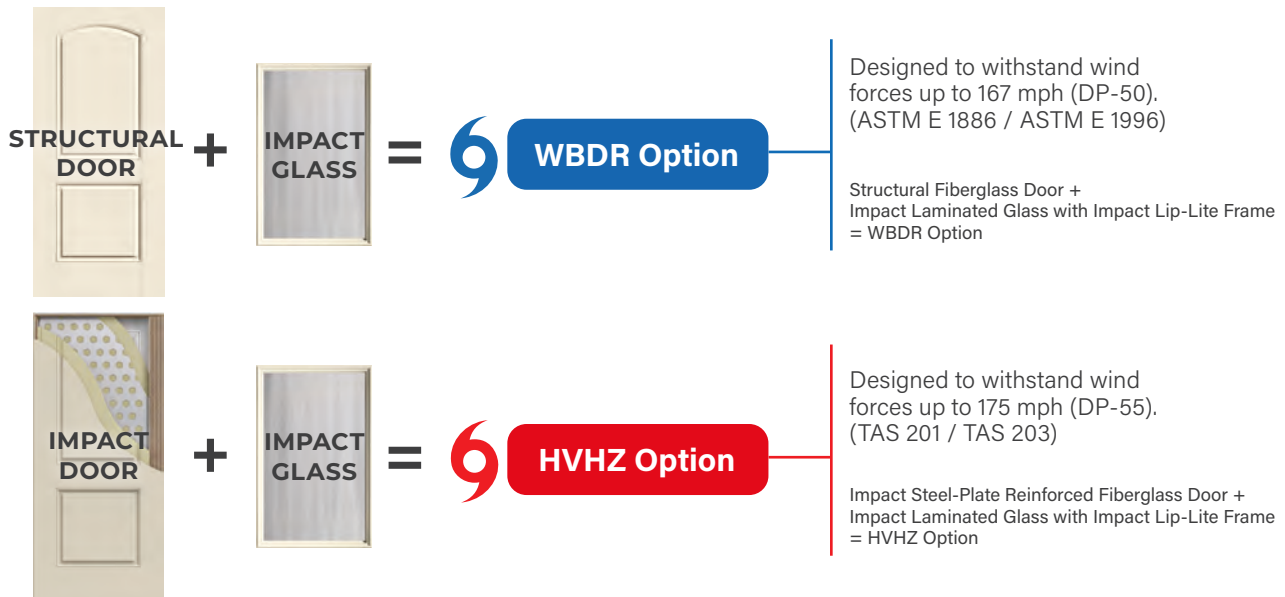 STRUCTURAL
DOOR
+
IMPACT
GLASS
=
WBDR Option
Designed to withstand wind
forces up to 167 mph (DP-50).
(ASTM E 1886 / ASTM E 1996)
Structural Fiberglass Door +
Impact Laminated Glass with Impact Lip-Lite Frame
= WBDR Option
IMPACT
DOOR
+
IMPACT
GLASS
=
HVHZ Option
Designed to withstand wind
forces up to 175 mph (DP-55).
(TAS 201 / TAS 203)
Impact Steel-Plate Reinforced Fiberglass Door +
Impact Laminated Glass with Impact Lip-Lite Frame
= HVHZ Option